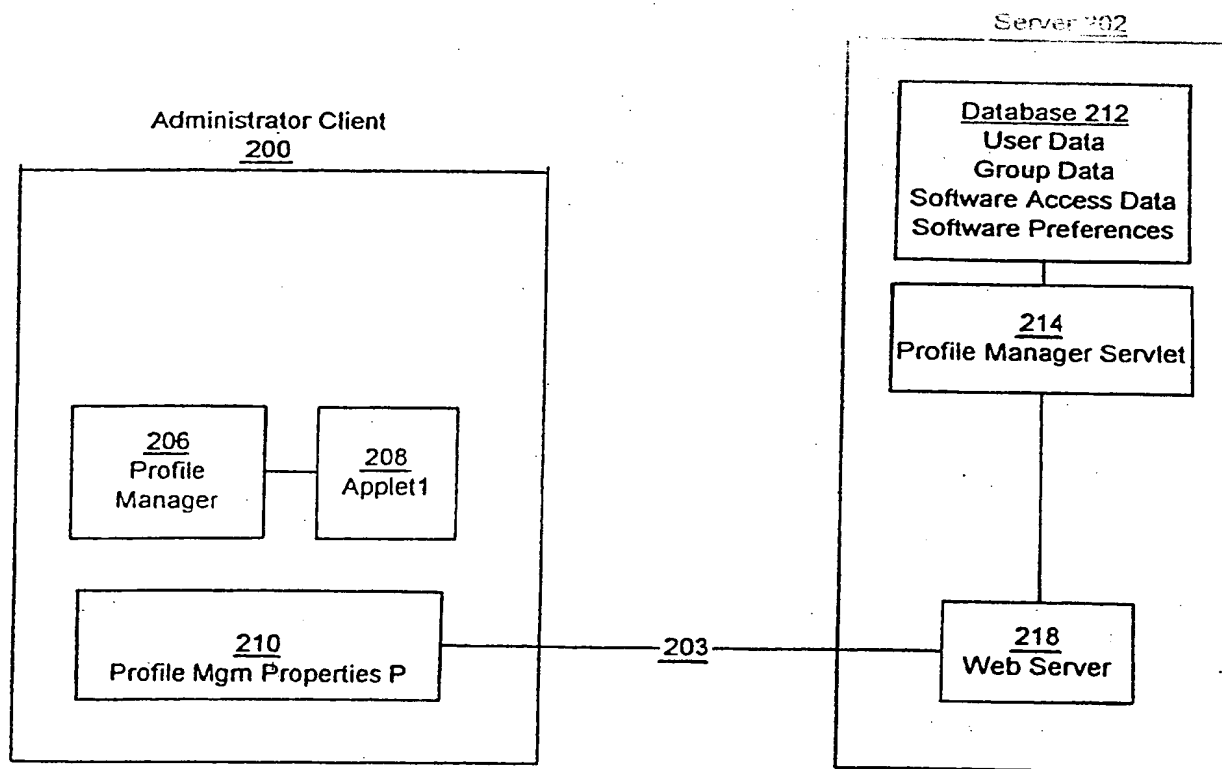 Server 202
Administrator Client
200
Database 212
User Data
Group Data
Software Access Data
Software Preferences
214
Profile Manager Servlet
206
Profile
Manager
208
Applet1
210
Profile Mgm Properties P
203
218
Web Server